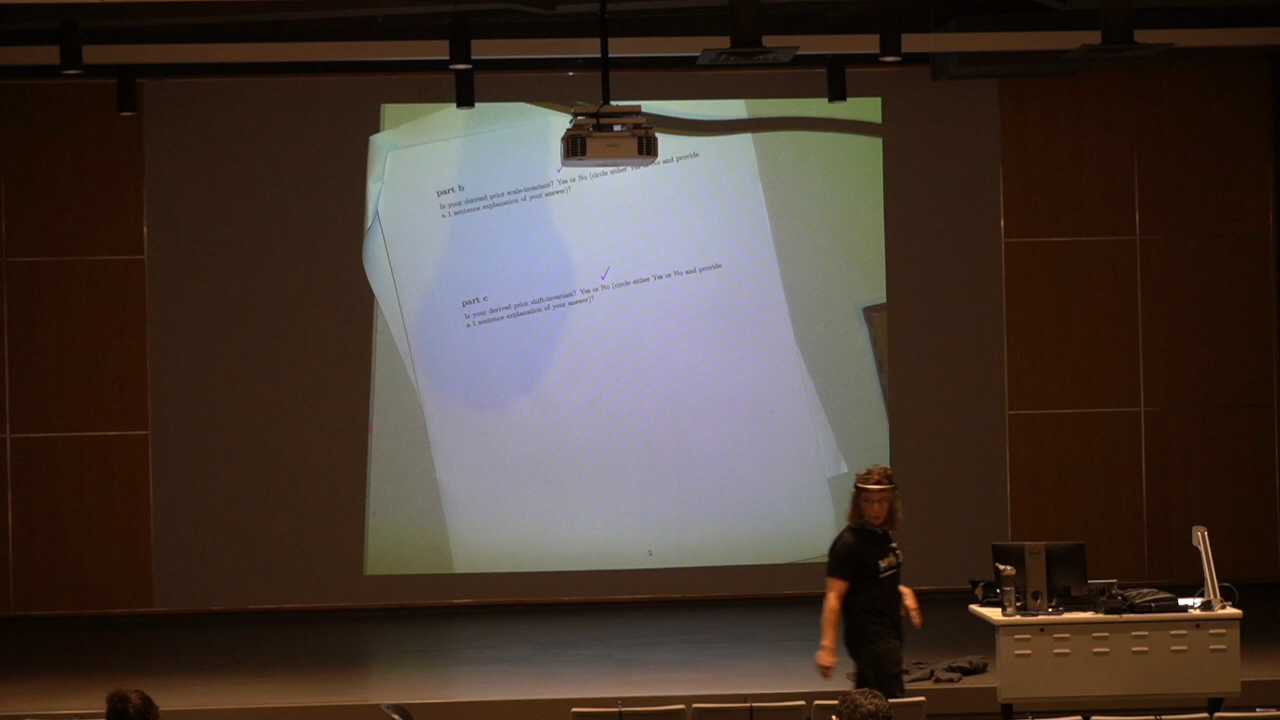 part b
Is your derived prior scale-invariant? Yes or No (circle either Yes or No and provide
a 1 sentence explanation of your answer)?
part c
Is your derived prior shift-invariant? Yes or No (circle either Yes or No and provide
a 1 sentence explanation of your answer)?